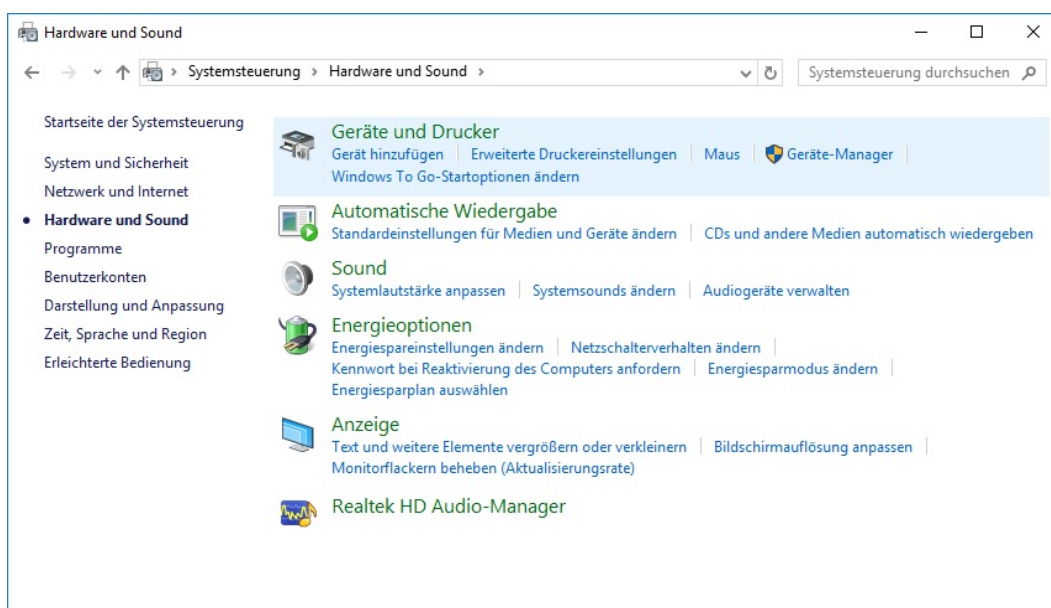 Hardware und Sound
Systemsteuerung > Hardware und Sound >
Systemsteuerung durchsuchen
Startseite der Systemsteuerung
System und Sicherheit
Netzwerk und Internet
Hardware und Sound
Programme
Benutzerkonten
Darstellung und Anpassung
Zeit, Sprache und Region
Erleichterte Bedienung
Geräte und Drucker
Gerät hinzufügen | Erweiterte Druckereinstellungen | Maus | Geräte-Manager |
Windows To Go-Startoptionen ändern
Automatische Wiedergabe
Standardeinstellungen für Medien und Geräte ändern | CDs und andere Medien automatisch wiedergeben
Sound
Systemlautstärke anpassen | Systemsounds ändern | Audiogeräte verwalten
Energieoptionen
Energiespareinstellungen ändern | Netzschalterverhalten ändern |
Kennwort bei Reaktivierung des Computers anfordern | Energiesparmodus ändern |
Energiesparplan auswählen
Anzeige
Text und weitere Elemente vergrößern oder verkleinern | Bildschirmauflösung anpassen |
Monitorflackern beheben (Aktualisierungsrate)
Realtek HD Audio-Manager